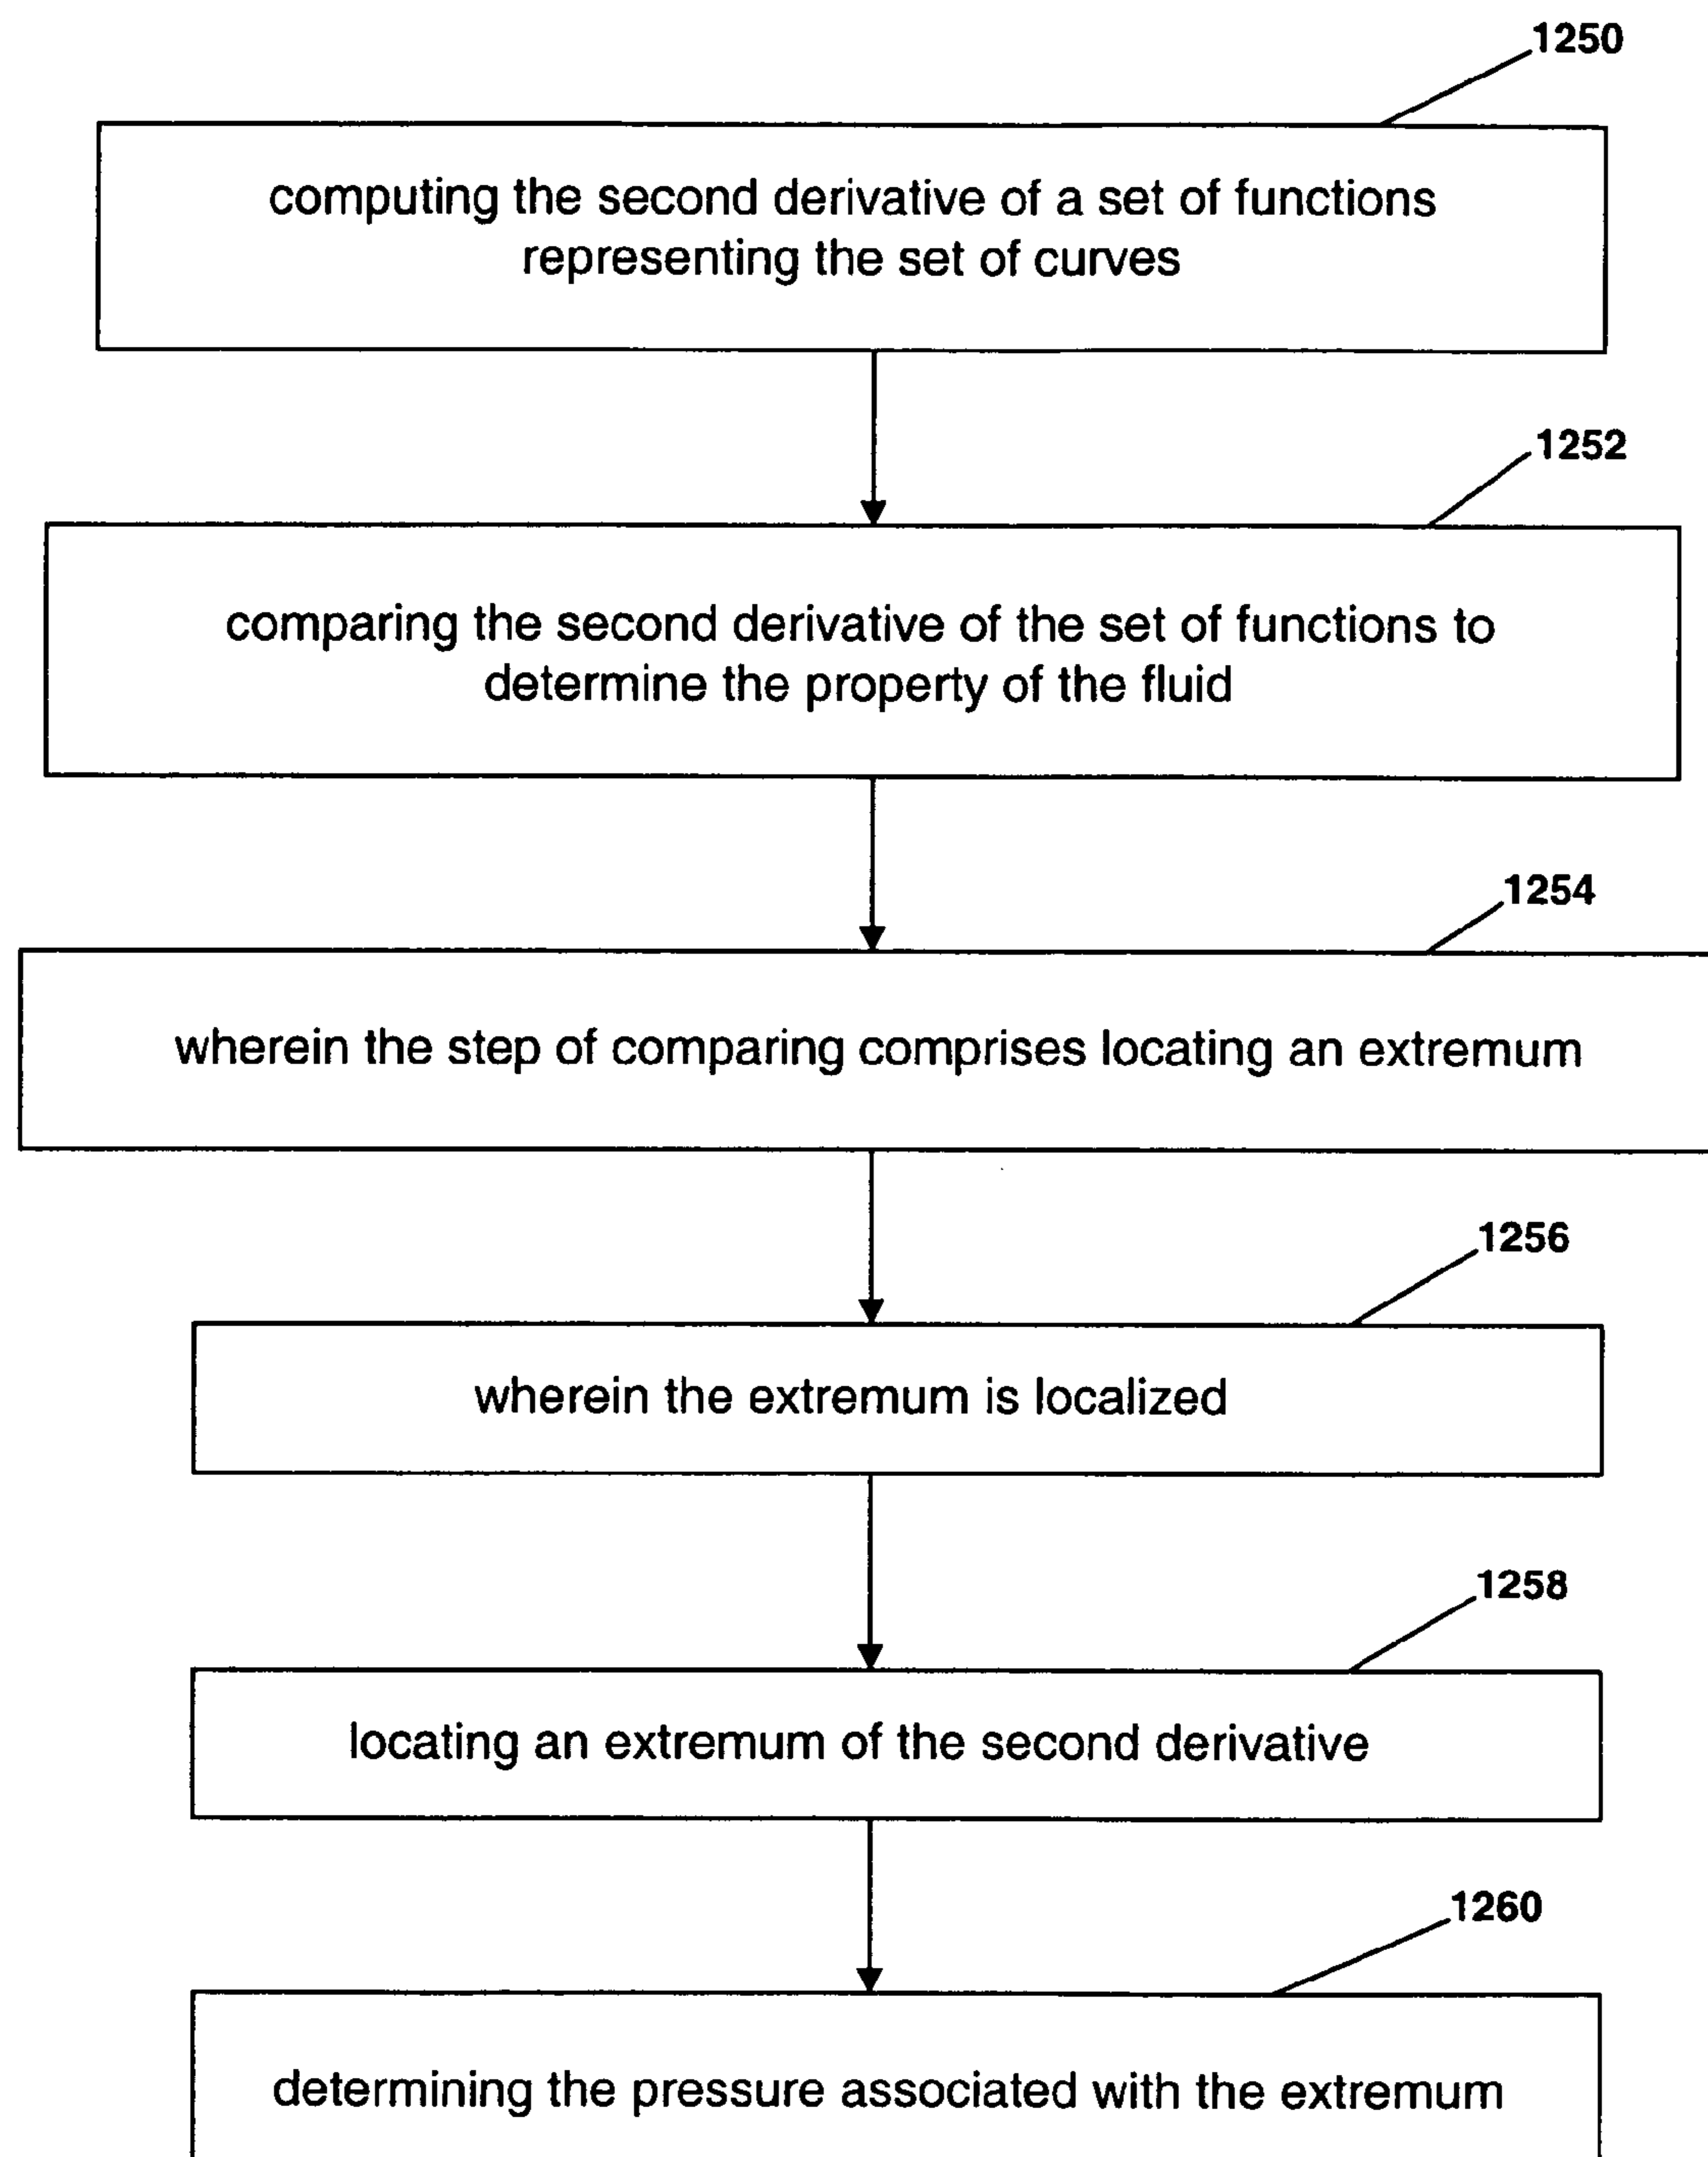 1250
computing the second derivative of a set of functions
representing the set of curves
1252
comparing the second derivative of the set of functions to
determine the property of the fluid
1254
wherein the step of comparing comprises locating an extremum
1256
wherein the extremum is localized
1258
locating an extremum of the second derivative
1260
determining the pressure associated with the extremum